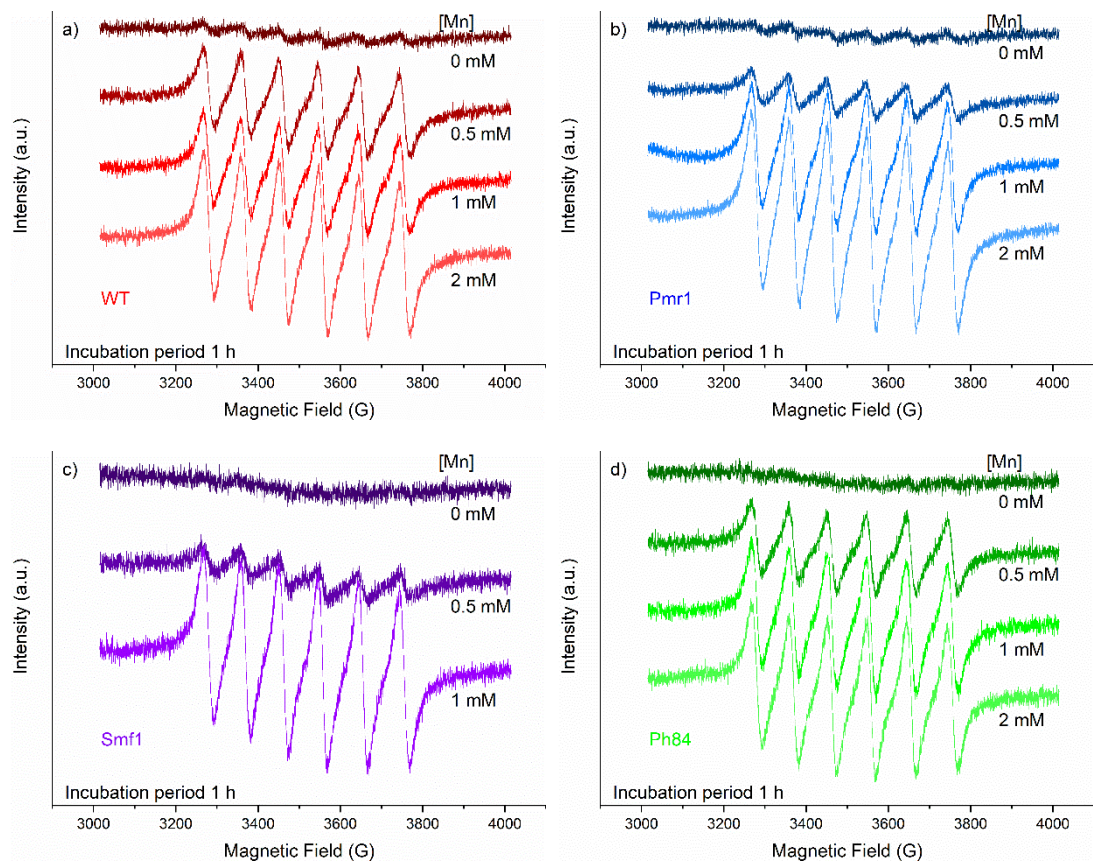 a)
[Mn]
0 mM
0.5 mM
1 mM
2 mM
WT
Incubation period 1 h
Intensity (a.u.)
3000 3200 3400 3600 3800 4000
Magnetic Field (G)
b)
[Mn]
0 mM
0.5 mM
1 mM
2 mM
Pmr1
Incubation period 1 h
Intensity (a.u.)
3000 3200 3400 3600 3800 4000
Magnetic Field (G)
c)
[Mn]
0 mM
0.5 mM
1 mM
Smf1
Incubation period 1 h
Intensity (a.u.)
3000 3200 3400 3600 3800 4000
Magnetic Field (G)
d)
[Mn]
0 mM
0.5 mM
1 mM
2 mM
Ph84
Incubation period 1 h
Intensity (a.u.)
3000 3200 3400 3600 3800 4000
Magnetic Field (G)